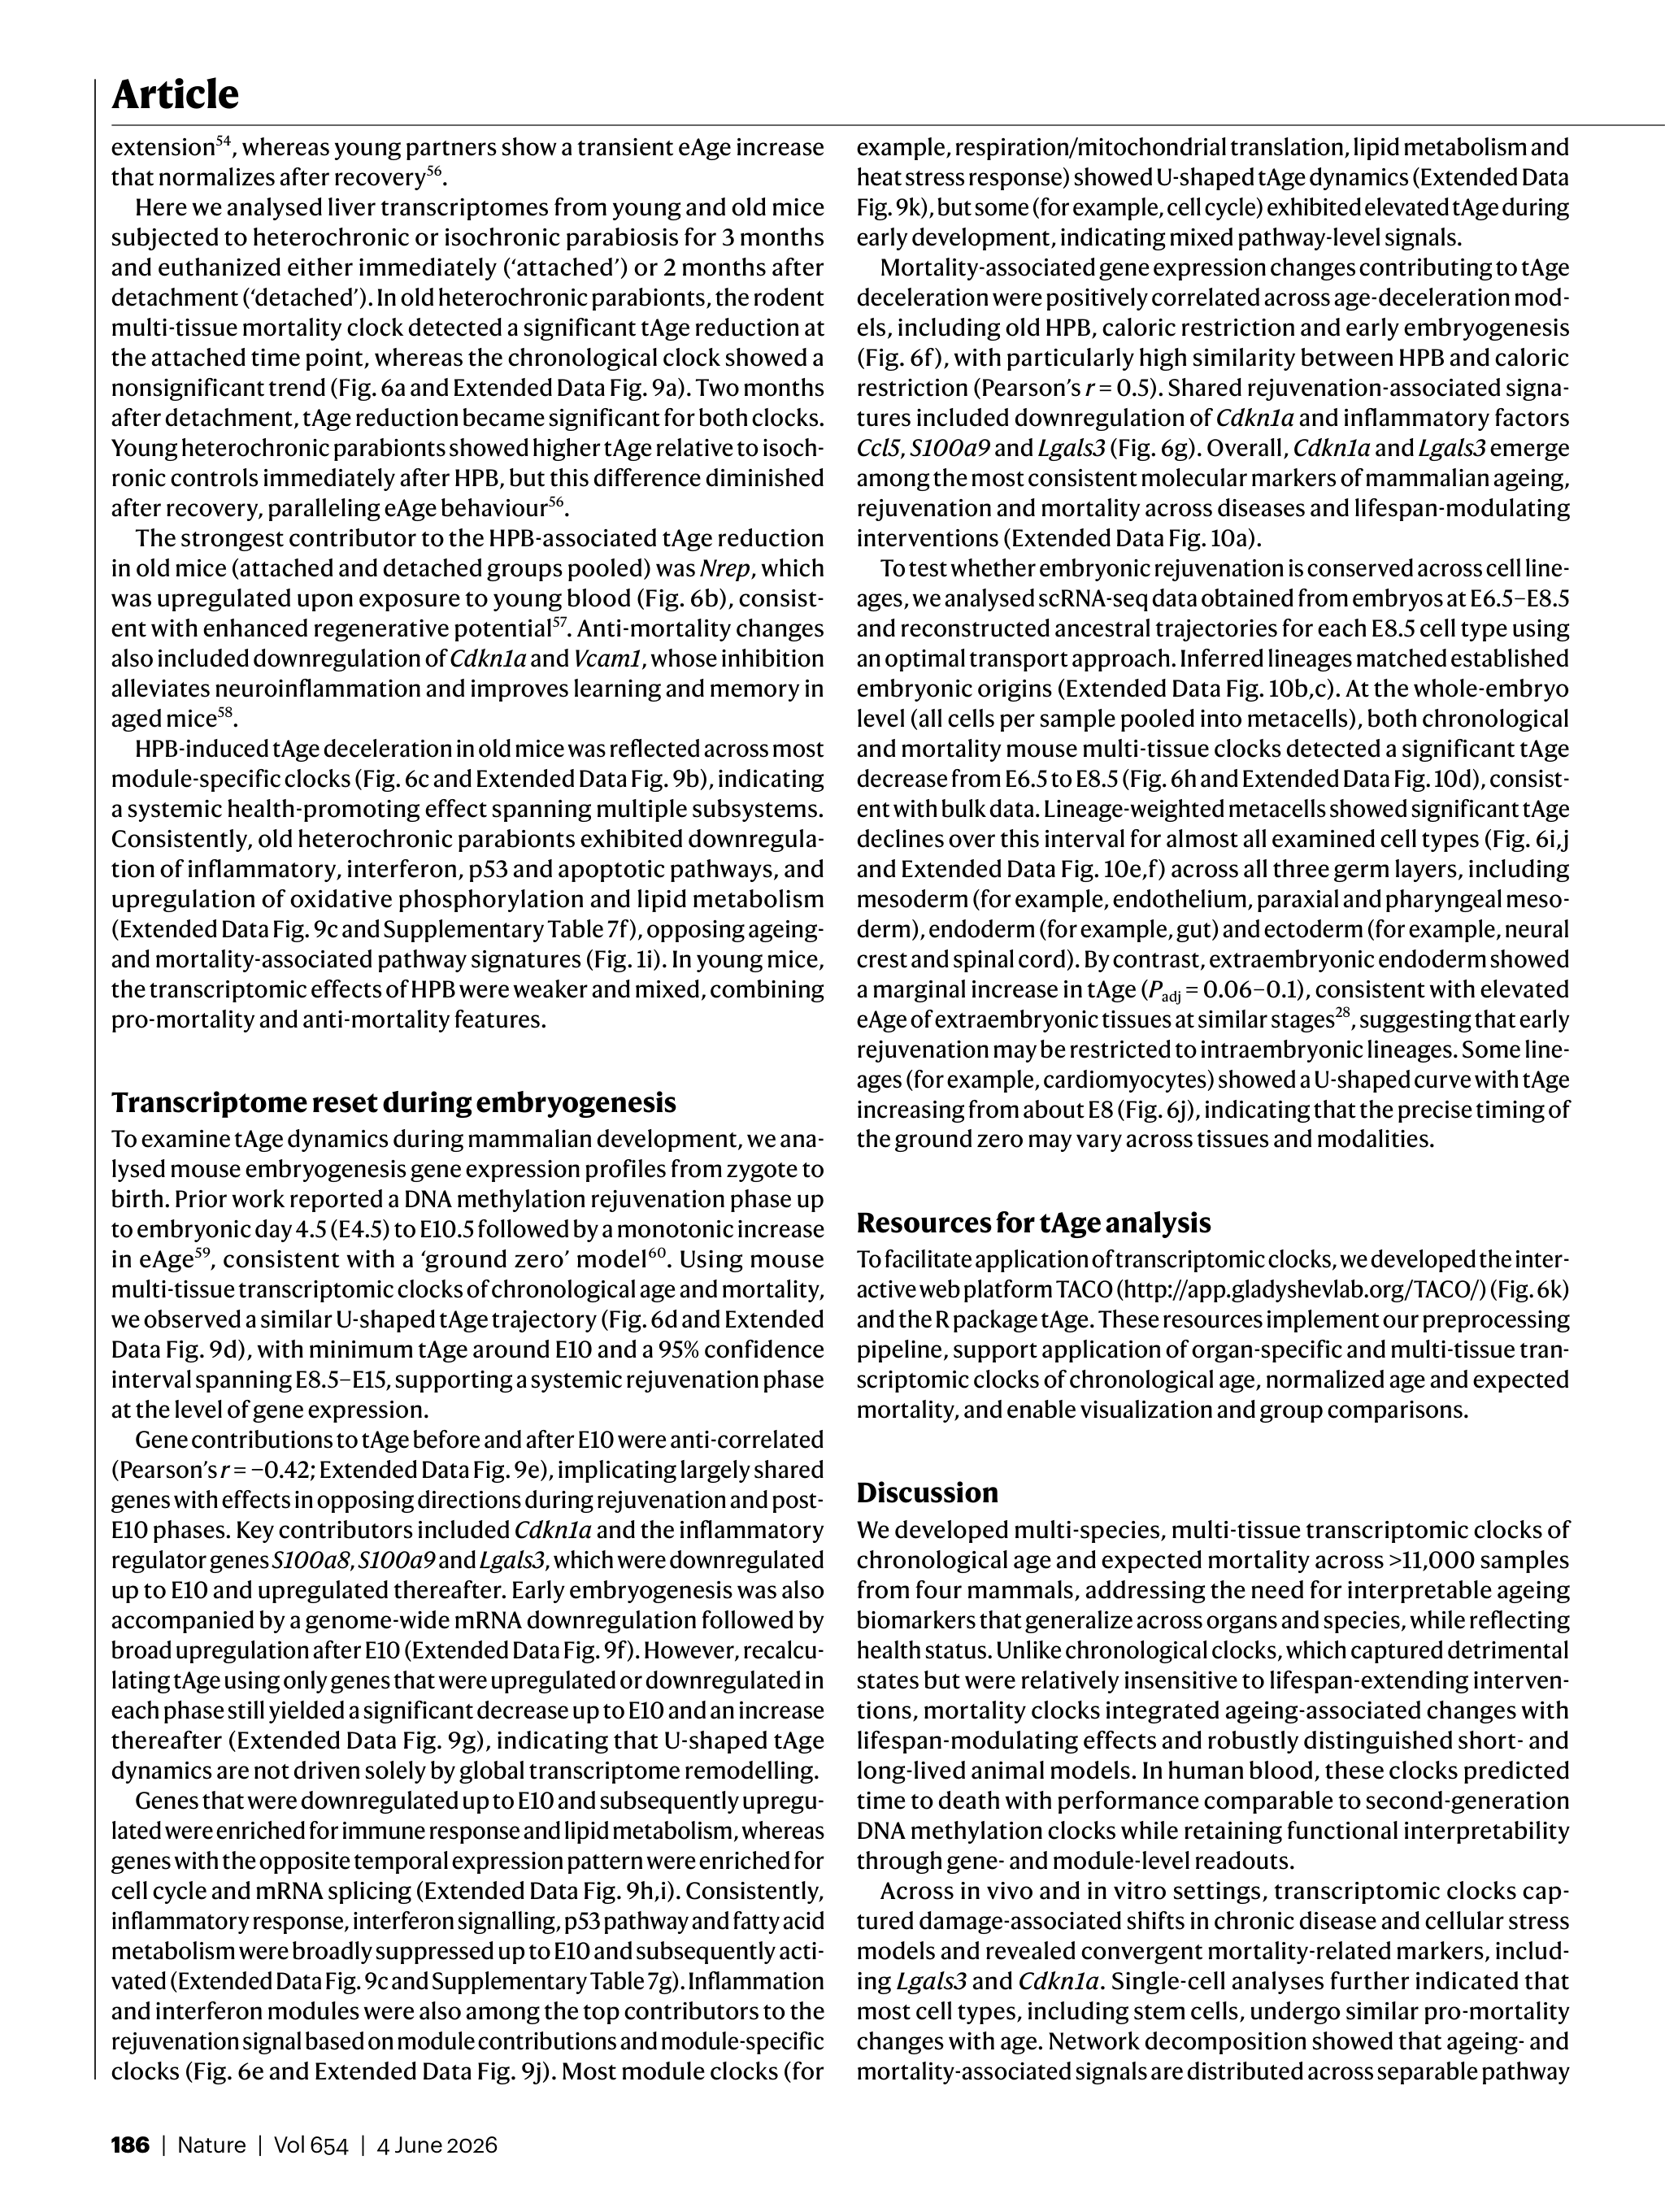 Article
extension54, whereas young partners show a transient eAge increase
that normalizes after recovery56.
Here we analysed liver transcriptomes from young and old mice
subjected to heterochronic or isochronic parabiosis for 3 months
and euthanized either immediately (‘attached’) or 2 months after
detachment (‘detached’). In old heterochronic parabionts, the rodent
multi-tissue mortality clock detected a significant tAge reduction at
the attached time point, whereas the chronological clock showed a
nonsignificant trend (Fig. 6a and Extended Data Fig. 9a). Two months
after detachment, tAge reduction became significant for both clocks.
Young heterochronic parabionts showed higher tAge relative to isoch-
ronic controls immediately after HPB, but this difference diminished
after recovery, paralleling eAge behaviour56.
The strongest contributor to the HPB-associated tAge reduction
in old mice (attached and detached groups pooled) was Nrep, which
was upregulated upon exposure to young blood (Fig. 6b), consist-
ent with enhanced regenerative potential57. Anti-mortality changes
also included downregulation of Cdkn1a and Vcam1, whose inhibition
alleviates neuroinflammation and improves learning and memory in
aged mice58.
HPB-induced tAge deceleration in old mice was reflected across most
module-specific clocks (Fig. 6c and Extended Data Fig. 9b), indicating
a systemic health-promoting effect spanning multiple subsystems.
Consistently, old heterochronic parabionts exhibited downregula-
tion of inflammatory, interferon, p53 and apoptotic pathways, and
upregulation of oxidative phosphorylation and lipid metabolism
(Extended Data Fig. 9c and Supplementary Table 7f), opposing ageing-
and mortality-associated pathway signatures (Fig. 1i). In young mice,
the transcriptomic effects of HPB were weaker and mixed, combining
pro-mortality and anti-mortality features.
Transcriptome reset during embryogenesis
To examine tAge dynamics during mammalian development, we ana-
lysed mouse embryogenesis gene expression profiles from zygote to
birth. Prior work reported a DNA methylation rejuvenation phase up
to embryonic day 4.5 (E4.5) to E10.5 followed by a monotonic increase
in eAge59, consistent with a ‘ground zero’ model60. Using mouse
multi-tissue transcriptomic clocks of chronological age and mortality,
we observed a similar U-shaped tAge trajectory (Fig. 6d and Extended
Data Fig. 9d), with minimum tAge around E10 and a 95% confidence
interval spanning E8.5–E15, supporting a systemic rejuvenation phase
at the level of gene expression.
Gene contributions to tAge before and after E10 were anti-correlated
(Pearson’s r = −0.42; Extended Data Fig. 9e), implicating largely shared
genes with effects in opposing directions during rejuvenation and post-
E10 phases. Key contributors included Cdkn1a and the inflammatory
regulator genes S100a8, S100a9 and Lgals3, which were downregulated
up to E10 and upregulated thereafter. Early embryogenesis was also
accompanied by a genome-wide mRNA downregulation followed by
broad upregulation after E10 (Extended Data Fig. 9f). However, recalcu-
lating tAge using only genes that were upregulated or downregulated in
each phase still yielded a significant decrease up to E10 and an increase
thereafter (Extended Data Fig. 9g), indicating that U-shaped tAge
dynamics are not driven solely by global transcriptome remodelling.
Genes that were downregulated up to E10 and subsequently upregu-
lated were enriched for immune response and lipid metabolism, whereas
genes with the opposite temporal expression pattern were enriched for
cell cycle and mRNA splicing (Extended Data Fig. 9h,i). Consistently,
inflammatory response, interferon signalling, p53 pathway and fatty acid
metabolism were broadly suppressed up to E10 and subsequently acti-
vated (Extended Data Fig. 9c and Supplementary Table 7g). Inflammation
and interferon modules were also among the top contributors to the
rejuvenation signal based on module contributions and module-specific
clocks (Fig. 6e and Extended Data Fig. 9j). Most module clocks (for
example, respiration/mitochondrial translation, lipid metabolism and
heat stress response) showed U-shaped tAge dynamics (Extended Data
Fig. 9k), but some (for example, cell cycle) exhibited elevated tAge during
early development, indicating mixed pathway-level signals.
Mortality-associated gene expression changes contributing to tAge
deceleration were positively correlated across age-deceleration mod-
els, including old HPB, caloric restriction and early embryogenesis
(Fig. 6f), with particularly high similarity between HPB and caloric
restriction (Pearson’s r = 0.5). Shared rejuvenation-associated signa-
tures included downregulation of Cdkn1a and inflammatory factors
Ccl5, S100a9 and Lgals3 (Fig. 6g). Overall, Cdkn1a and Lgals3 emerge
among the most consistent molecular markers of mammalian ageing,
rejuvenation and mortality across diseases and lifespan-modulating
interventions (Extended Data Fig. 10a).
To test whether embryonic rejuvenation is conserved across cell line-
ages, we analysed scRNA-seq data obtained from embryos at E6.5–E8.5
and reconstructed ancestral trajectories for each E8.5 cell type using
an optimal transport approach. Inferred lineages matched established
embryonic origins (Extended Data Fig. 10b,c). At the whole-embryo
level (all cells per sample pooled into metacells), both chronological
and mortality mouse multi-tissue clocks detected a significant tAge
decrease from E6.5 to E8.5 (Fig. 6h and Extended Data Fig. 10d), consist-
ent with bulk data. Lineage-weighted metacells showed significant tAge
declines over this interval for almost all examined cell types (Fig. 6i,j
and Extended Data Fig. 10e,f) across all three germ layers, including
mesoderm (for example, endothelium, paraxial and pharyngeal meso-
derm), endoderm (for example, gut) and ectoderm (for example, neural
crest and spinal cord). By contrast, extraembryonic endoderm showed
a marginal increase in tAge (Padj = 0.06–0.1), consistent with elevated
eAge of extraembryonic tissues at similar stages28, suggesting that early
rejuvenation may be restricted to intraembryonic lineages. Some line-
ages (for example, cardiomyocytes) showed a U-shaped curve with tAge
increasing from about E8 (Fig. 6j), indicating that the precise timing of
the ground zero may vary across tissues and modalities.
Resources for tAge analysis
To facilitate application of transcriptomic clocks, we developed the inter-
active web platform TACO (http://app.gladyshevlab.org/TACO/) (Fig. 6k)
and the R package tAge. These resources implement our preprocessing
pipeline, support application of organ-specific and multi-tissue tran-
scriptomic clocks of chronological age, normalized age and expected
mortality, and enable visualization and group comparisons.
Discussion
We developed multi-species, multi-tissue transcriptomic clocks of
chronological age and expected mortality across >11,000 samples
from four mammals, addressing the need for interpretable ageing
biomarkers that generalize across organs and species, while reflecting
health status. Unlike chronological clocks, which captured detrimental
states but were relatively insensitive to lifespan-extending interven-
tions, mortality clocks integrated ageing-associated changes with
lifespan-modulating effects and robustly distinguished short- and
long-lived animal models. In human blood, these clocks predicted
time to death with performance comparable to second-generation
DNA methylation clocks while retaining functional interpretability
through gene- and module-level readouts.
Across in vivo and in vitro settings, transcriptomic clocks cap-
tured damage-associated shifts in chronic disease and cellular stress
models and revealed convergent mortality-related markers, includ-
ing Lgals3 and Cdkn1a. Single-cell analyses further indicated that
most cell types, including stem cells, undergo similar pro-mortality
changes with age. Network decomposition showed that ageing- and
mortality-associated signals are distributed across separable pathway
186 | Nature | Vol 654 | 4 June 2026